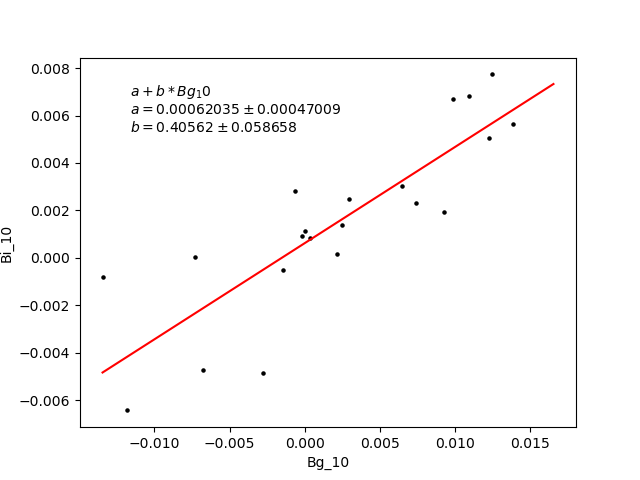 0.008
0.006
0.004
0.002
0.000
−0.002
−0.004
−0.006
Bi_10
a + b * Bg₁0
a = 0.00062035 ± 0.00047009
b = 0.40562 ± 0.058658
−0.010 −0.005 0.000 0.005 0.010 0.015
Bg_10